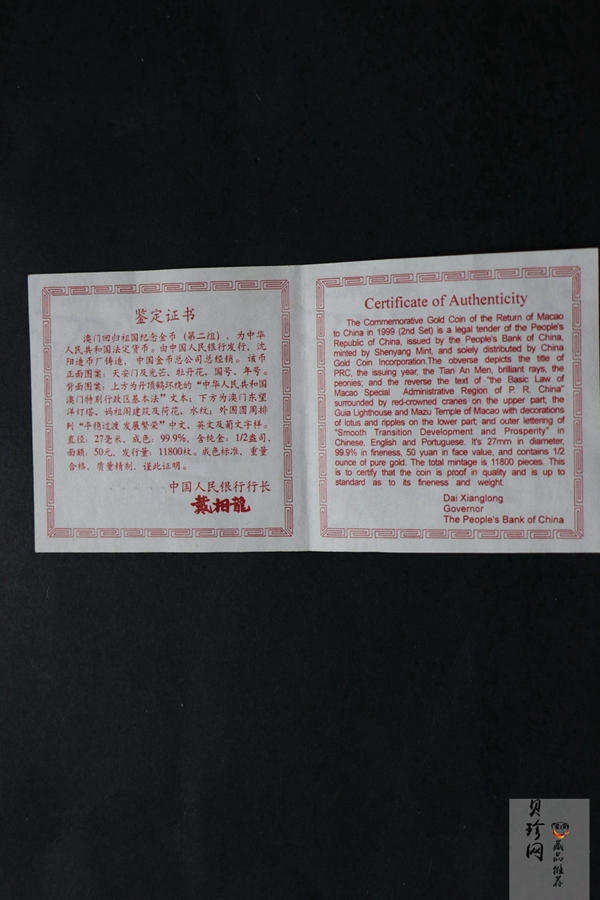 鉴定证书
澳门回归祖国纪念金币（第二组），为中华
人民共和国法定货币。由中国人民银行发行，沈
阳造币厂铸造，中国金币总公司总经销。该币
正面图案：天安门及光芒、牡丹花、国号、年号。
背面图案：上方为丹顶鹤环绕的“中华人民共和国
澳门特别行政区基本法”文本；下方为澳门东望
洋灯塔、妈祖阁建筑及荷花、水纹；外圈圆周排
列“平稳过渡 发展繁荣”中文、英文及葡文字样。
直径：27毫米，成色：99.9%，含纯金：1/2盎司，
面额：50元，发行量：11800枚。成色标准、重量
合格、质量精制、谨此证明。
中国人民银行行长
戴相龍
Certificate of Authenticity
The Commemorative Gold Coin of the Return of Macao
to China in 1999 (2nd Set) is a legal tender of the People's
Republic of China, issued by the People's Bank of China,
minted by Shenyang Mint, and solely distributed by China
Gold Coin Incorporation.The obverse depicts the title of
PRC, the issuing year, the Tian An Men, brilliant rays, the
peonies; and the reverse the text of "the Basic Law of
Macao Special Administrative Region of P. R. China"
surrounded by red-crowned cranes on the upper part; the
Guia Lighthouse and Mazu Temple of Macao with decorations
of lotus and ripples on the lower part; and outer lettering of
"Smooth Transition Development and Prosperity" in
Chinese, English and Portuguese. It's 27mm in diameter,
99.9% in fineness, 50 yuan in face value, and contains 1/2
ounce of pure gold. The total mintage is 11800 pieces. This
is to certify that the coin is proof in quality and is up to
standard as to its fineness and weight.
Dai Xianglong
Governor
The People's Bank of China
贝珍网
藏品推荐